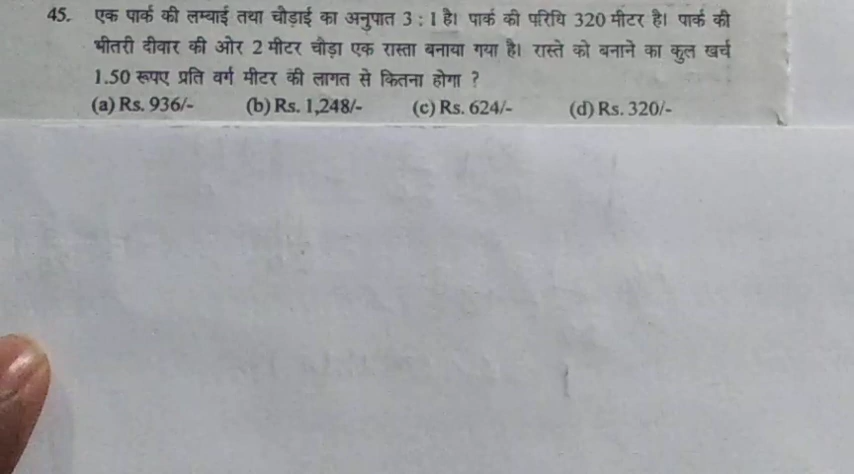 45. एक पार्क की लम्बाई तथा चौड़ाई का अनुपात 3 : 1 है। पार्क की परिधि 320 मीटर है। पार्क की
भीतरी दीवार की ओर 2 मीटर चौड़ा एक रास्ता बनाया गया है। रास्ते को बनाने का कुल खर्च
1.50 रूपए प्रति वर्ग मीटर की लागत से कितना होगा ?
(a) Rs. 936/- (b) Rs. 1,248/- (c) Rs. 624/- (d) Rs. 320/-